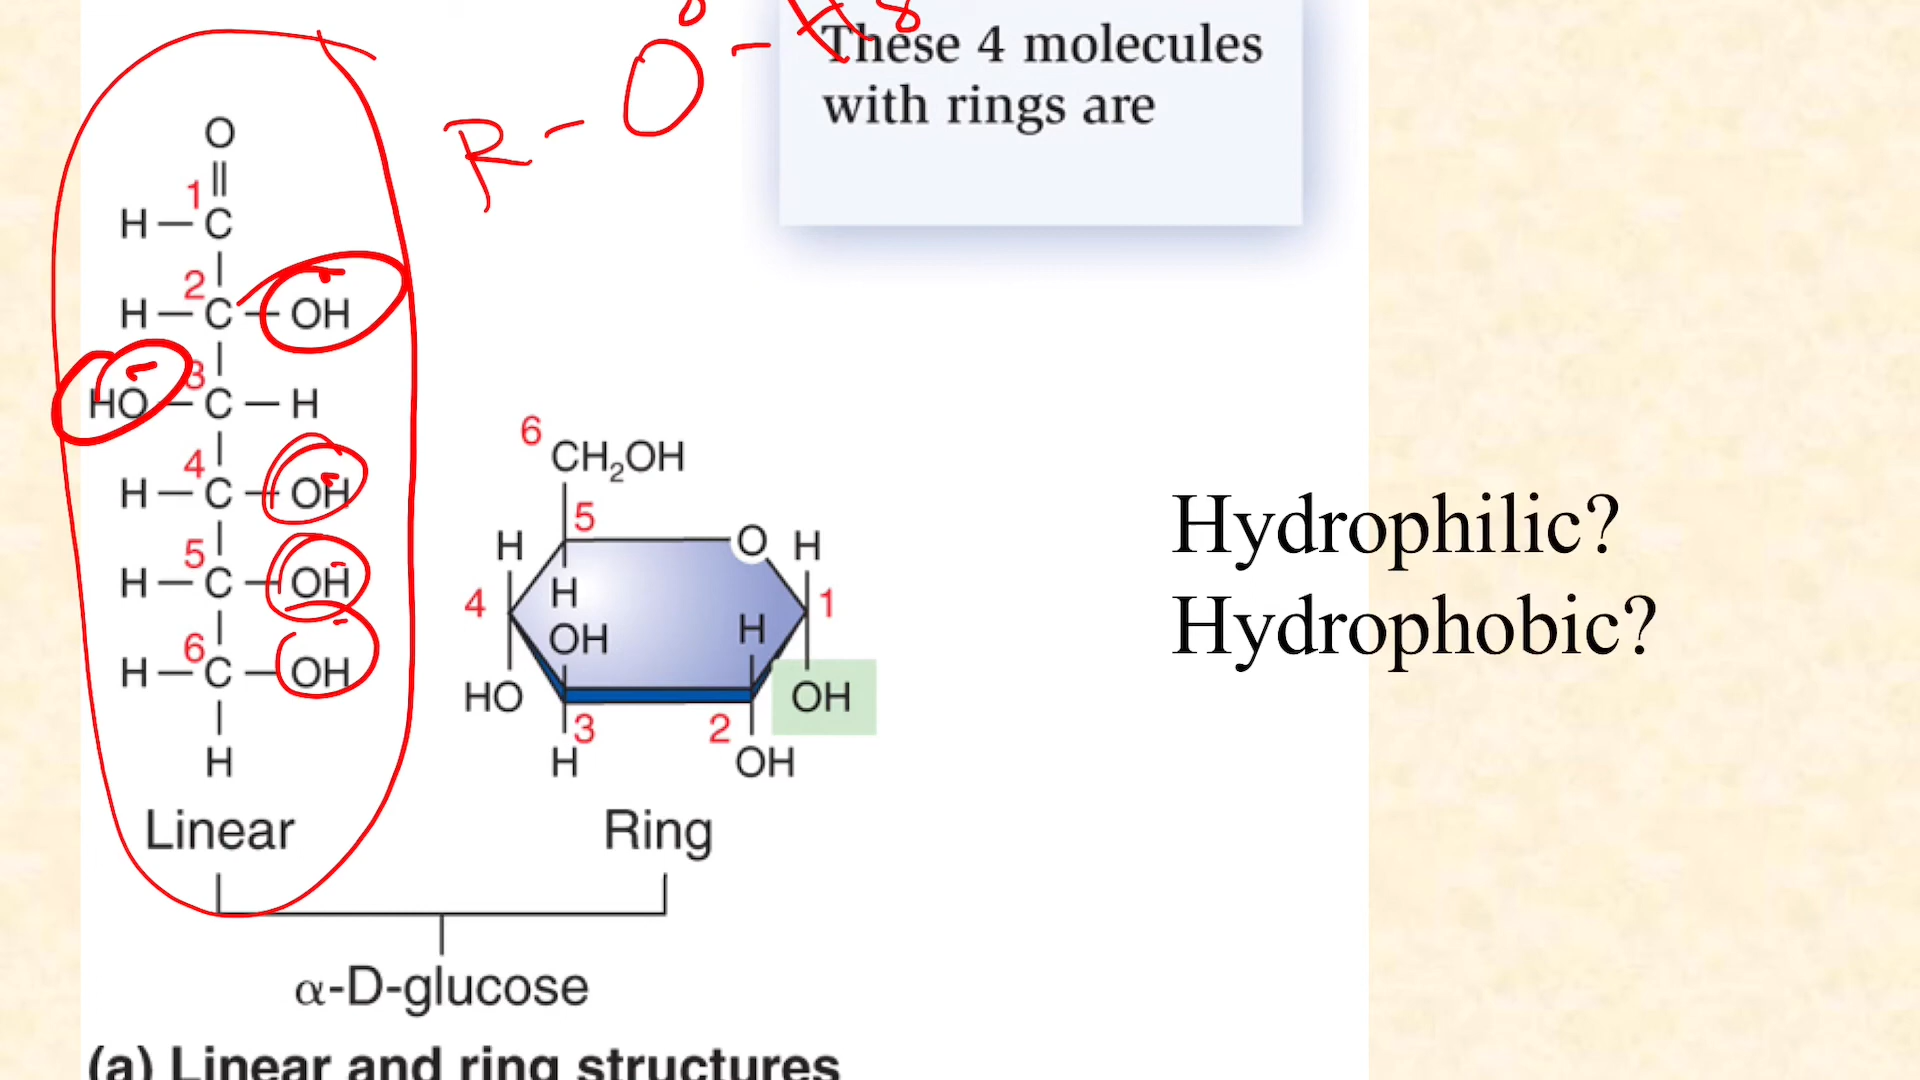 These 4 molecules
with rings are
R - O - H
δ δ
O
1
H C
2
H C OH
3
HO C H
4
H C OH
5
H C OH
6
H C OH
H
Linear
6
CH₂OH
5
H O H
4 H 1
OH H
HO OH
3 2
H OH
Ring
α-D-glucose
(a) Linear and ring structures
Hydrophilic?
Hydrophobic?